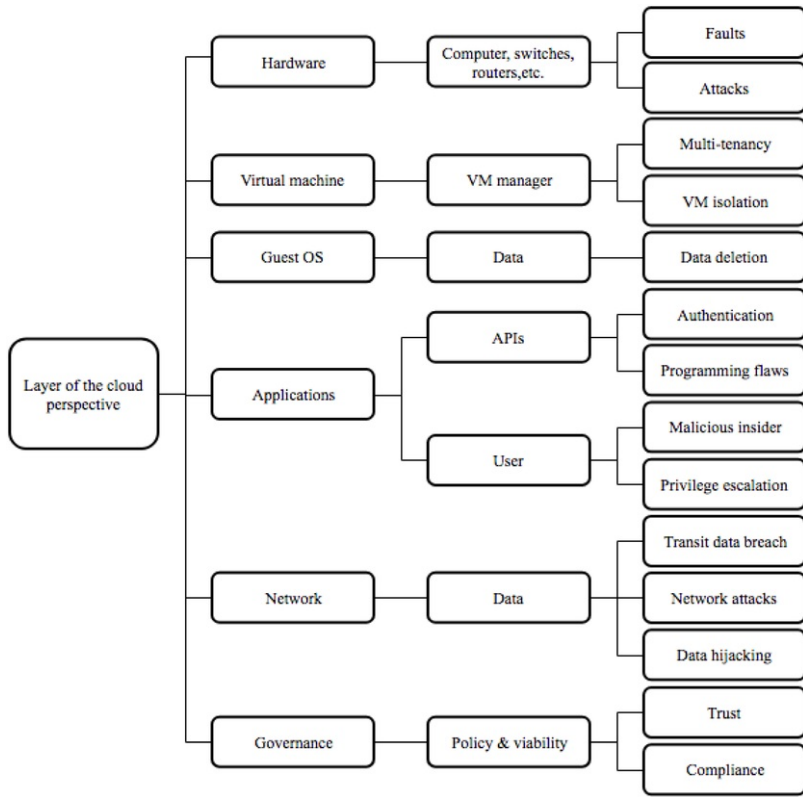 Layer of the cloud
perspective
Hardware
Computer, switches,
routers,etc.
Faults
Attacks
Virtual machine
VM manager
Multi-tenancy
VM isolation
Guest OS
Data
Data deletion
Applications
APIs
Authentication
Programming flaws
User
Malicious insider
Privilege escalation
Network
Data
Transit data breach
Network attacks
Data hijacking
Governance
Policy & viability
Trust
Compliance